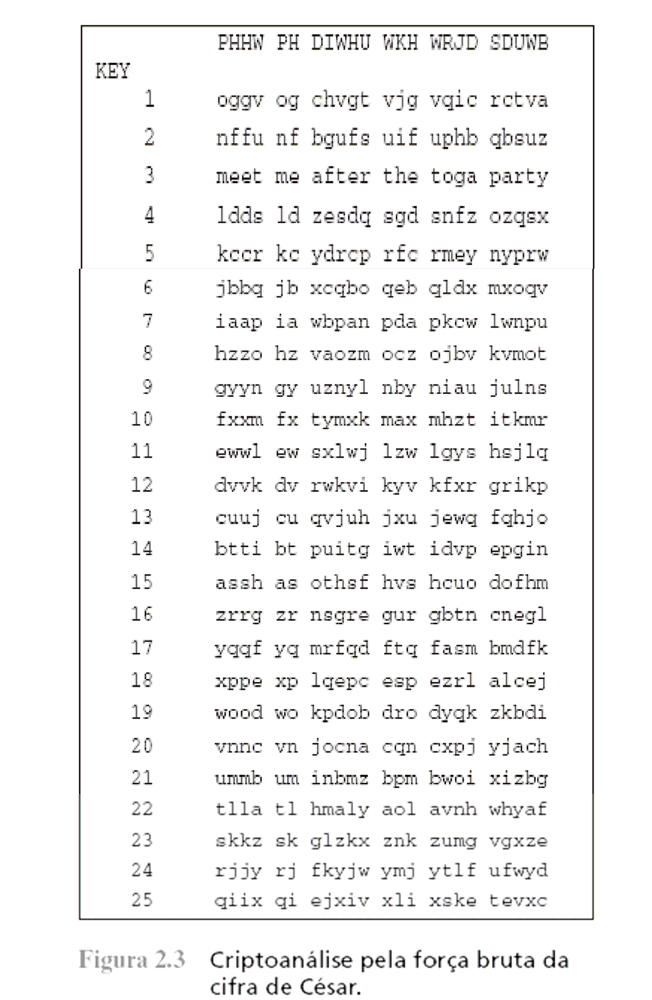 PHHW PH DIWHU WKH WRJD SDUWB
KEY
1 oggv og chvgt vjg vqic rctva
2 nffu nf bgufs uif uphb qbsuz
3 meet me after the toga party
4 ldds ld zesdq sgd snfz ozqsx
5 kccr kc ydrcp rfc rmey nyprw
6 jbbq jb xcqbo qeb qldx mxoqv
7 iaap ia wbpan pda pkcw lwnpu
8 hzzo hz vaozm ocz ojbv kvmot
9 gyyn gy uznyl nby niau julns
10 fxxm fx tymxk max mhzt itkmr
11 ewwl ew sxlwj lzw lgys hsjlq
12 dvvk dv rwkvi kyv kfxr grikp
13 cuuj cu qvjuh jxu jewq fqhjo
14 btti bt puitg iwt idvp epgin
15 assh as othsf hvs hcuo dofhm
16 zrrg zr nsgre gur gbtn cnegl
17 yqqf yq mrfqd ftq fasm bmdfk
18 xppe xp lqepc esp ezrl alcej
19 wood wo kpdob dro dyqk zkbdi
20 vnnc vn jocna cqn cxpj yjach
21 ummb um inbmz bpm bwoi xizbg
22 tlla tl hmaly aol avnh whyaf
23 skkz sk glzkx znk zumg vgxze
24 rjjy rj fkyjw ymj ytlf ufwyd
25 qiix qi ejxiv xli xske tevxc
Figura 2.3 Criptoanálise pela força bruta da
cifra de César.